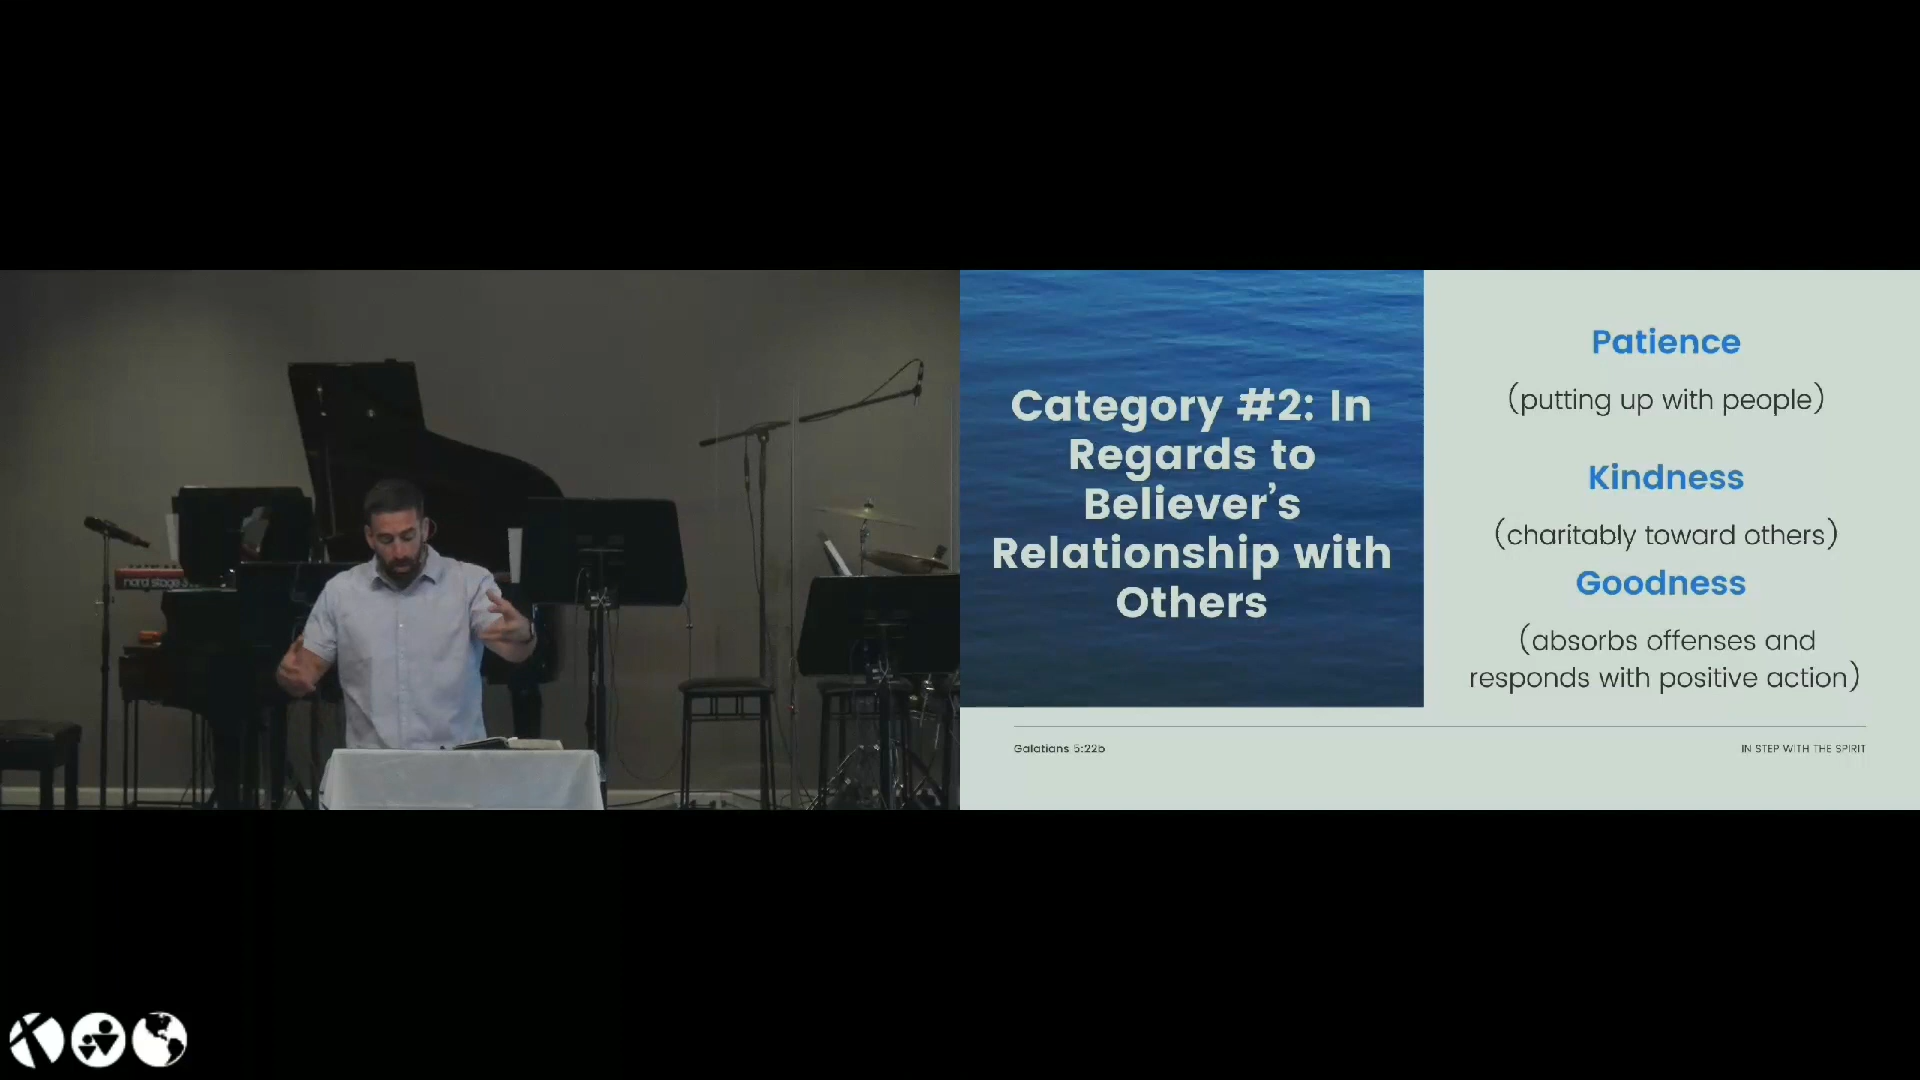 nord stage 3
Category #2: In
Regards to
Believer’s
Relationship with
Others
Patience
(putting up with people)
Kindness
(charitably toward others)
Goodness
(absorbs offenses and
responds with positive action)
Galatians 5:22b
IN STEP WITH THE SPIRIT